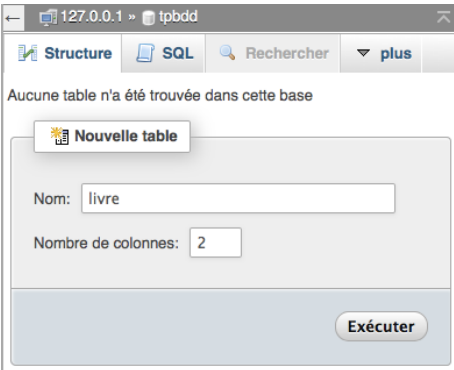 ← 127.0.0.1 » tpbdd
Structure SQL Rechercher plus
Aucune table n'a été trouvée dans cette base
Nouvelle table
Nom: livre
Nombre de colonnes: 2
Exécuter